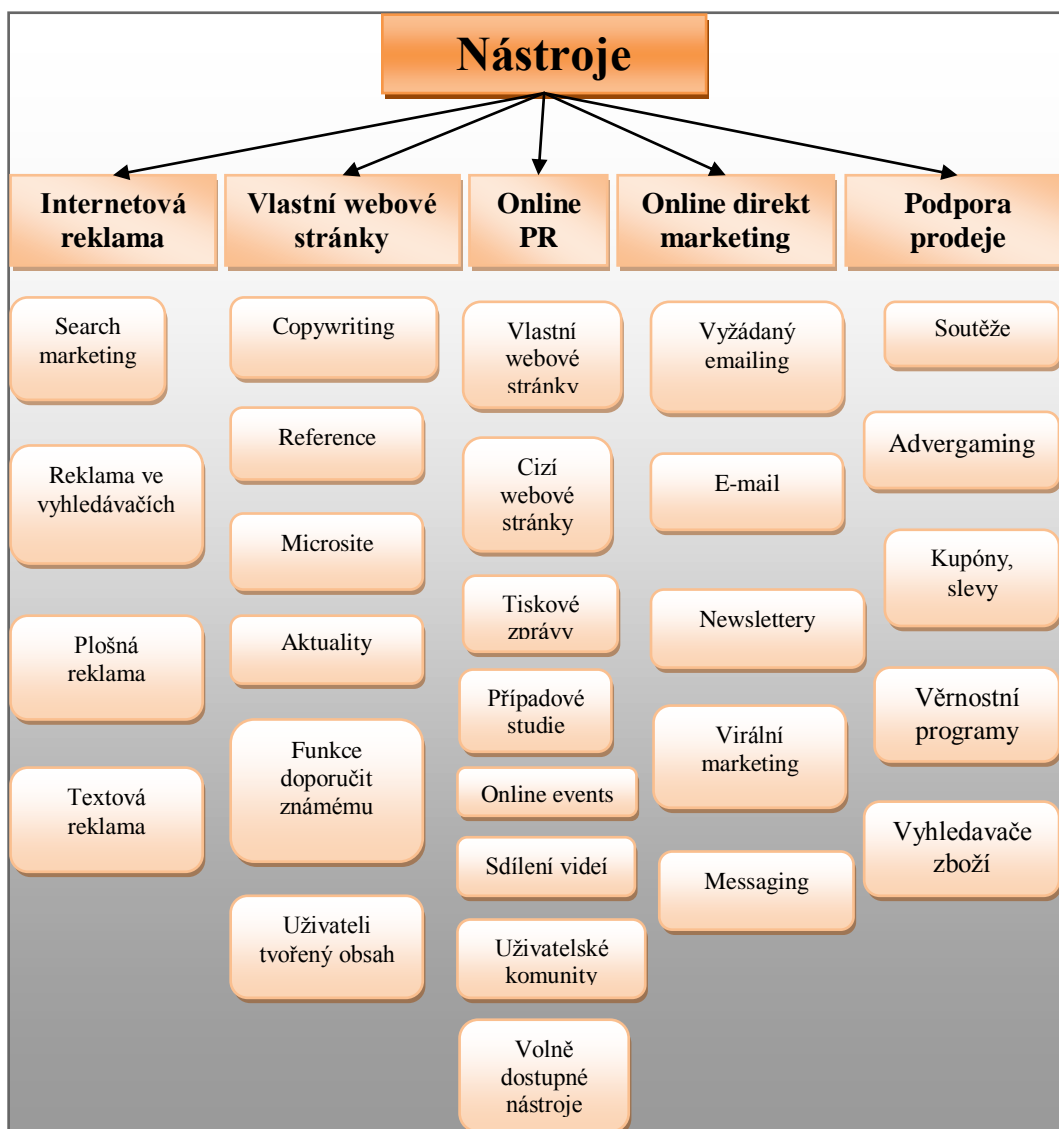 Nástroje
Internetová
reklama
Vlastní webové
stránky
Online
PR
Online direkt
marketing
Podpora
prodeje
Search
marketing
Reklama ve
vyhledávačích
Plošná
reklama
Textová
reklama
Copywriting
Reference
Microsite
Aktuality
Funkce
doporučit
známému
Uživateli
tvořený obsah
Vlastní
webové
stránky
Cizí
webové
stránky
Tiskové
zprávy
Případové
studie
Online events
Sdílení videí
Uživatelské
komunity
Volně
dostupné
nástroje
Vyžádaný
emailing
E-mail
Newslettery
Virální
marketing
Messaging
Soutěže
Advergaming
Kupóny,
slevy
Věrnostní
programy
Vyhledavače
zboží